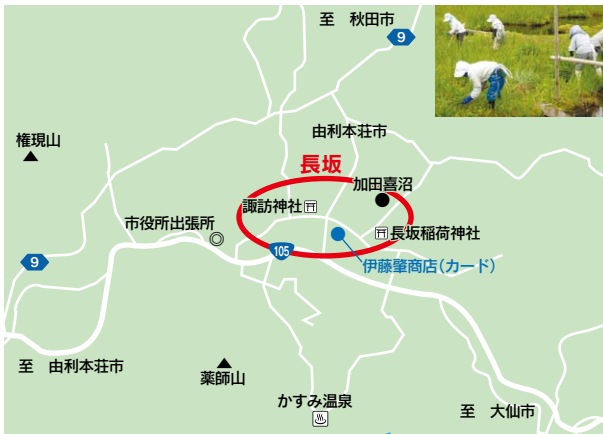 至 秋田市
9
由利本荘市
権現山
長坂
加田喜沼
諏訪神社
市役所出張所
長坂稲荷神社
105
9
伊藤肇商店(カード)
至 由利本荘市
薬師山
かすみ温泉
至 大仙市